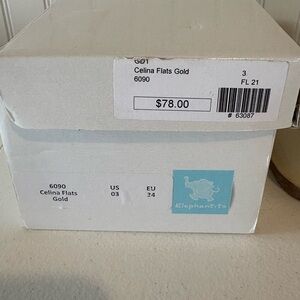 G01
Celina Flats Gold
6090
3
FL 21
$78.00
# 63087
6090
Celina Flats
Gold
US
03
EU
24
Elephantito